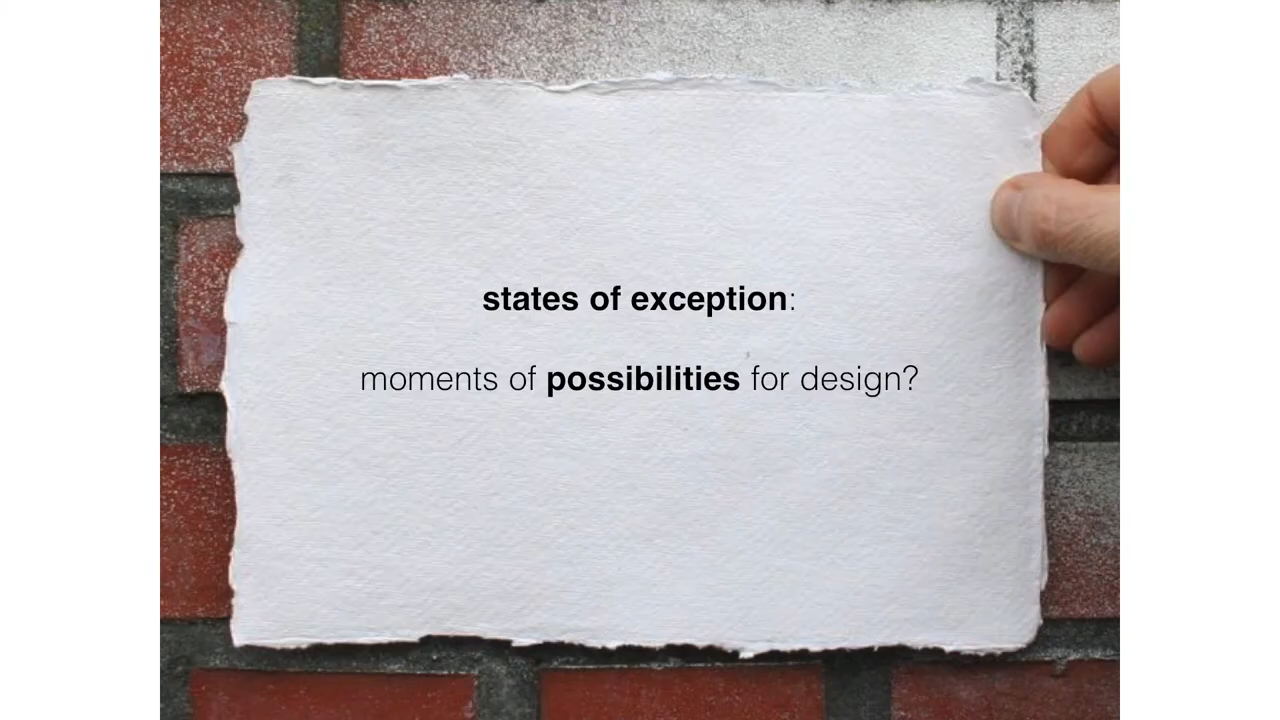 states of exception:
moments of possibilities for design?